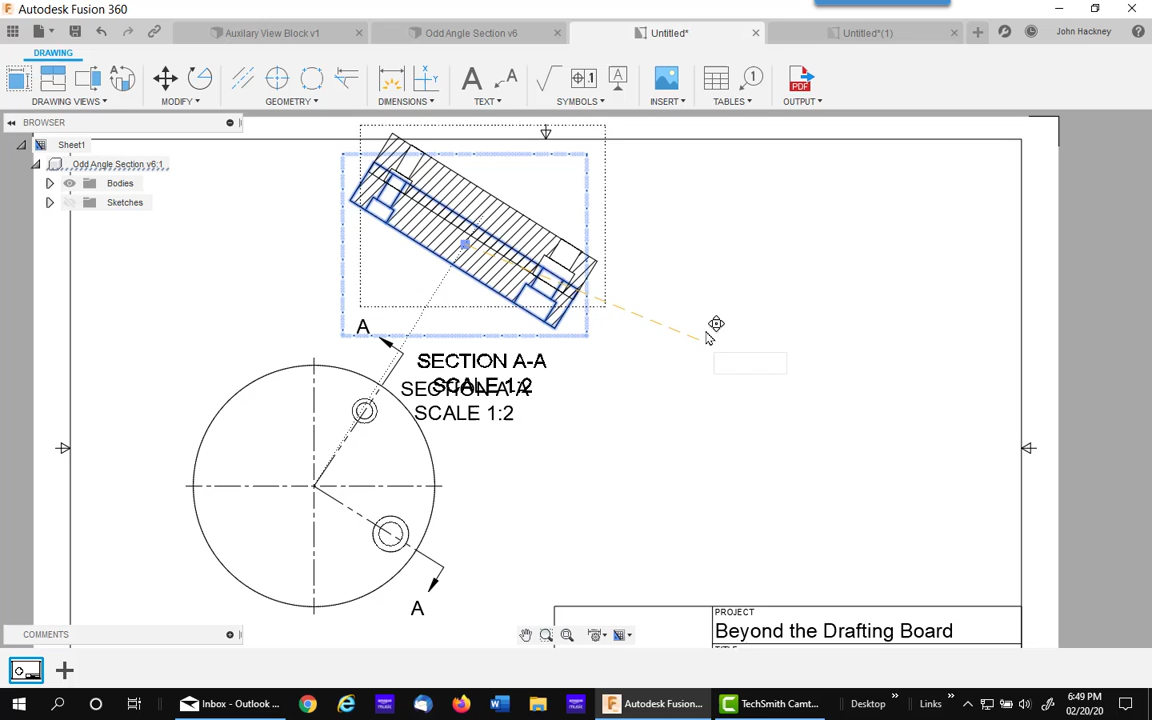 Autodesk Fusion 360
Auxilary View Block v1
Odd Angle Section v6
Untitled*
Untitled*(1)
John Hackney
DRAWING
DRAWING VIEWS
MODIFY
GEOMETRY
DIMENSIONS
TEXT
SYMBOLS
INSERT
TABLES
OUTPUT
PDF
BROWSER
Sheet1
Odd Angle Section v6:1
Bodies
Sketches
A
SECTION A-A
SCALE 1:2
SECTION A-A
SCALE 1:2
A
PROJECT
Beyond the Drafting Board
COMMENTS
Inbox - Outlook ...
Autodesk Fusion...
TechSmith Camt...
Desktop
Links
6:49 PM
02/20/20